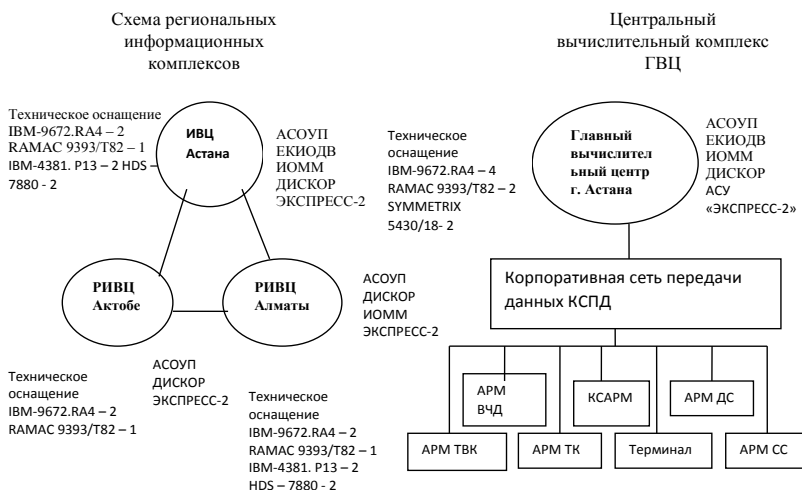 Схема региональных
информационных
комплексов
Техническое оснащение
IBM-9672.RA4 – 2
RAMAC 9393/T82 – 1
IBM-4381. P13 – 2 HDS –
7880 - 2
ИВЦ
Астана
АСОУП
ЕКИОДВ
ИОММ
ДИСКОР
ЭКСПРЕСС-2
РИВЦ
Актобе
РИВЦ
Алматы
АСОУП
ДИСКОР
ИОММ
ЭКСПРЕСС-2
АСОУП
ДИСКОР
ЭКСПРЕСС-2
Техническое
оснащение
IBM-9672.RA4 – 2
RAMAC 9393/T82 – 1
Техническое
оснащение
IBM-9672.RA4 – 2
RAMAC 9393/T82 – 1
IBM-4381. P13 – 2
HDS – 7880 - 2
Центральный
вычислительный комплекс
ГВЦ
Техническое
оснащение
IBM-9672.RA4 – 4
RAMAC 9393/T82 – 2
SYMMETRIX
5430/18- 2
Главный
вычислител
ьный центр
г. Астана
АСОУП
ЕКИОДВ
ИОММ
ДИСКОР
АСУ
«ЭКСПРЕСС-2»
Корпоративная сеть передачи
данных КСПД
АРМ
ВЧД
КСАРМ
АРМ ДС
АРМ ТВК
АРМ ТК
Терминал
АРМ СС